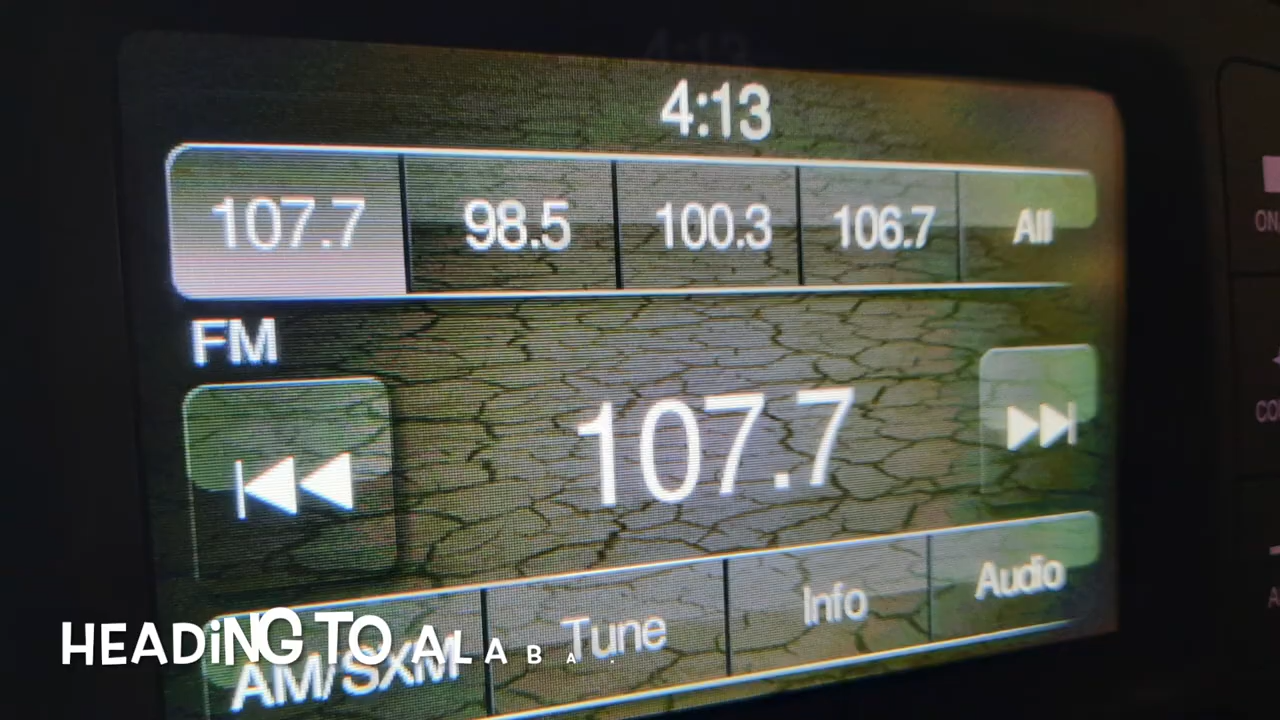 4:13
107.7 98.5 100.3 106.7 All
FM
107.7
AM/SXM Tune Info Audio
HEADiNG TO ALABA